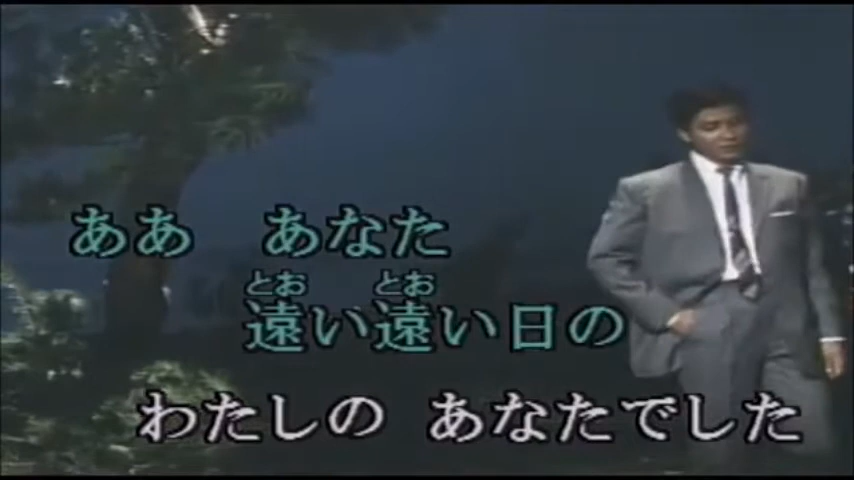 ああ　あなた
とお　とお
遠い遠い日の
わたしの　あなたでした